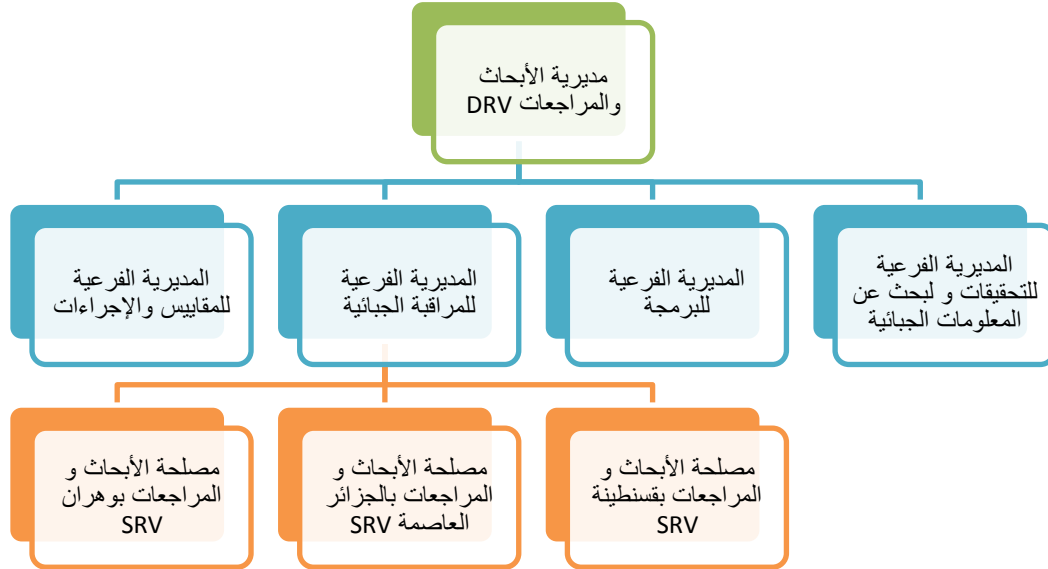 مديرية الأبحاث
والمراجعات DRV
المديرية الفرعية
للتحقيقات و لبحث عن
المعلومات الجبائية
المديرية الفرعية
للبرمجة
المديرية الفرعية
للمراقبة الجبائية
المديرية الفرعية
للمقاييس والإجراءات
مصلحة الأبحاث و
المراجعات بقسنطينة
SRV
مصلحة الأبحاث و
المراجعات بالجزائر
العاصمة SRV
مصلحة الأبحاث و
المراجعات بوهران
SRV